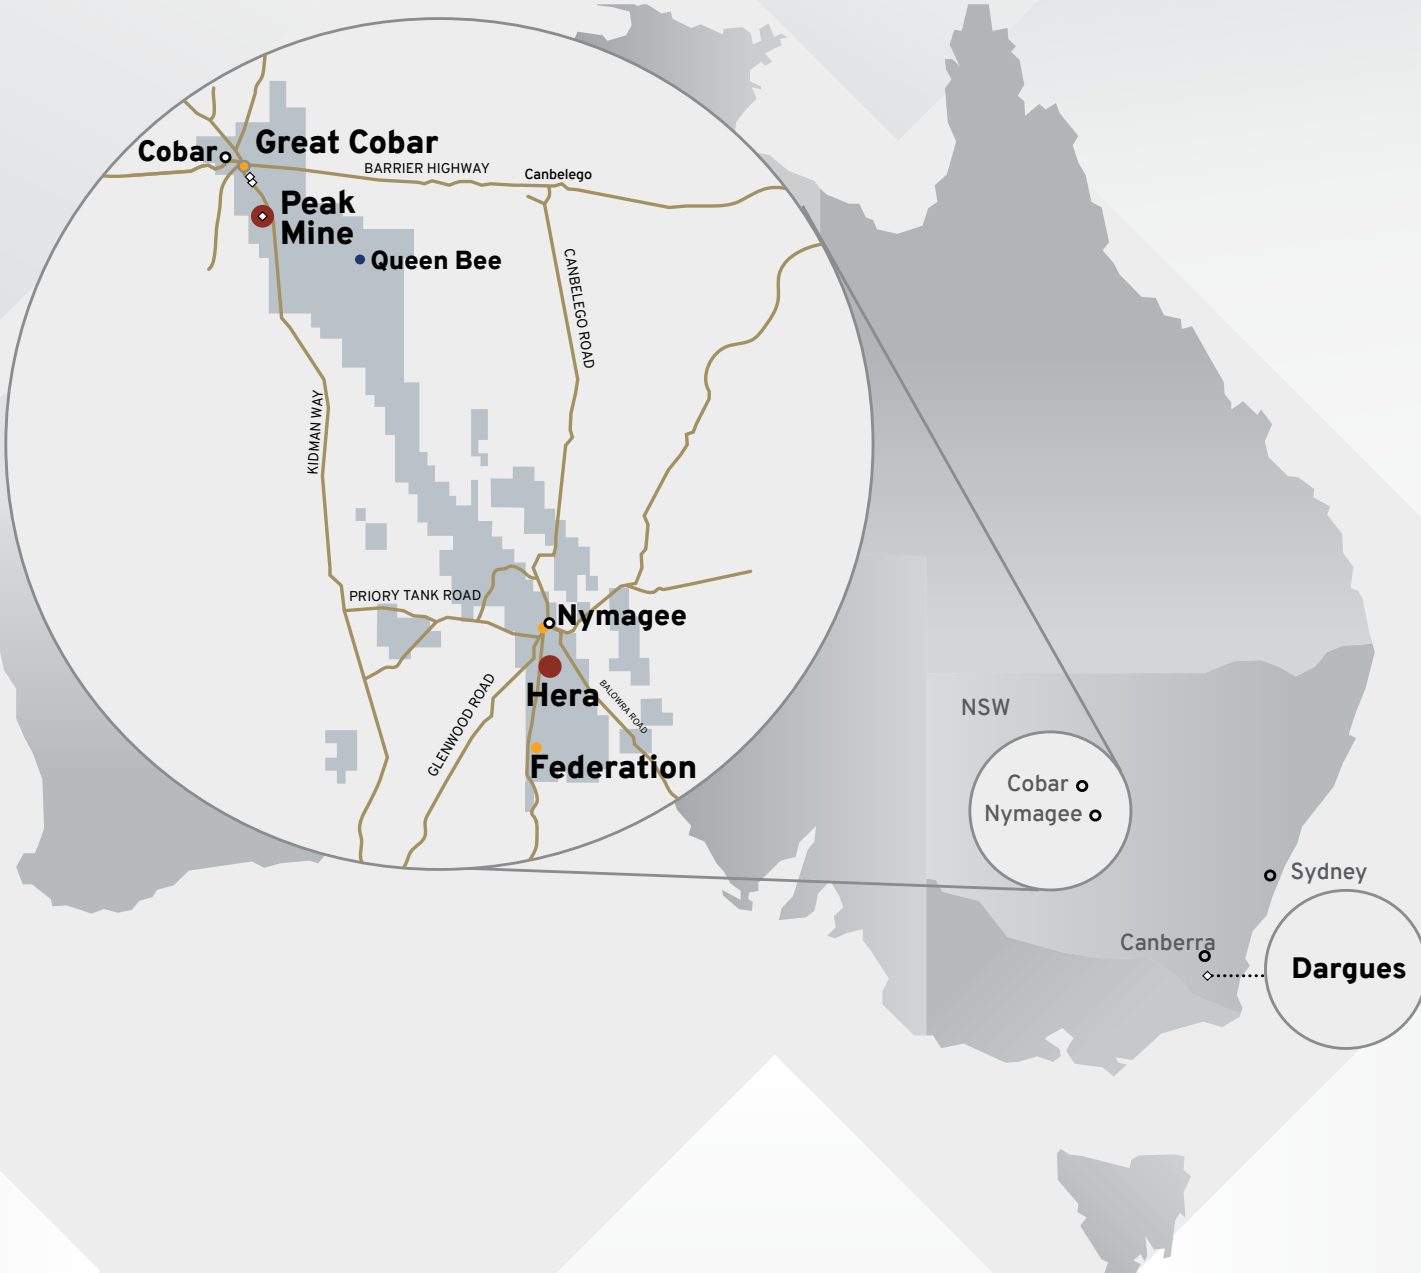 Great Cobar
Cobar
BARRIER HIGHWAY
Canbelego
Peak
Mine
Queen Bee
CANBELEGO ROAD
KIDMAN WAY
PRIORY TANK ROAD
Nymagee
Hera
BALOWRA ROAD
GLENWOOD ROAD
Federation
NSW
Cobar
Nymagee
Sydney
Canberra
Dargues